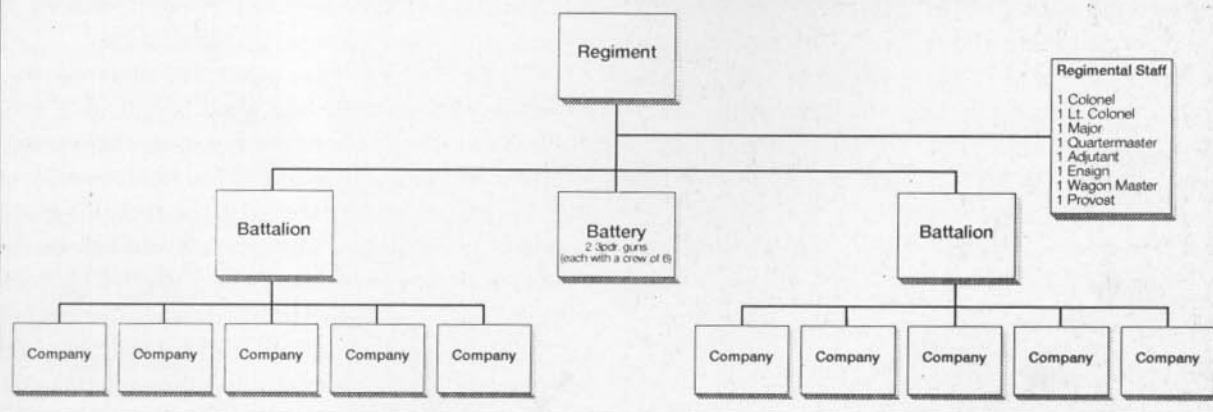 Regiment
Regimental Staff
1 Colonel
1 Lt. Colonel
1 Major
1 Quartermaster
1 Adjutant
1 Ensign
1 Wagon Master
1 Provost
Battalion
Battery
2 3pdr. guns
(each with a crew of 6)
Battalion
Company
Company
Company
Company
Company
Company
Company
Company
Company
Company